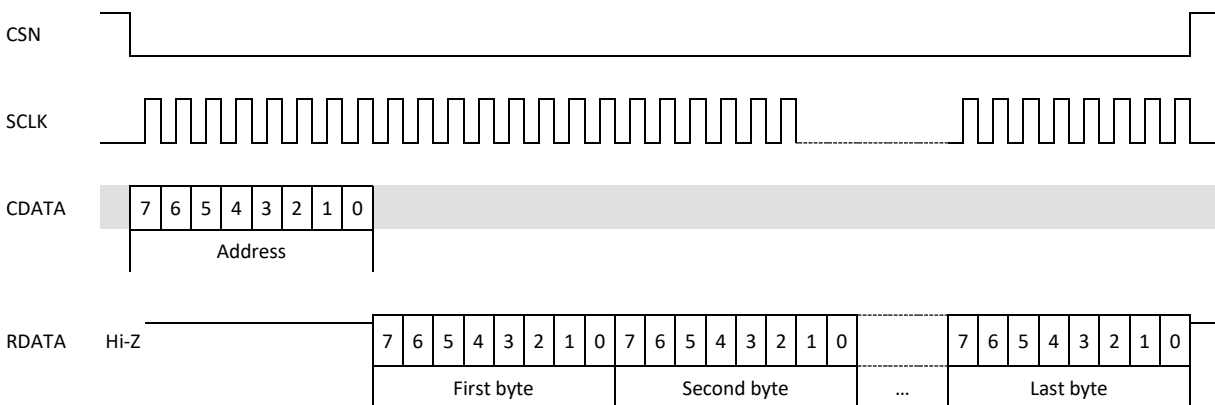 CSN
SCLK
CDATA 7 6 5 4 3 2 1 0
Address
RDATA Hi-Z 7 6 5 4 3 2 1 0 7 6 5 4 3 2 1 0 7 6 5 4 3 2 1 0
First byte Second byte ... Last byte